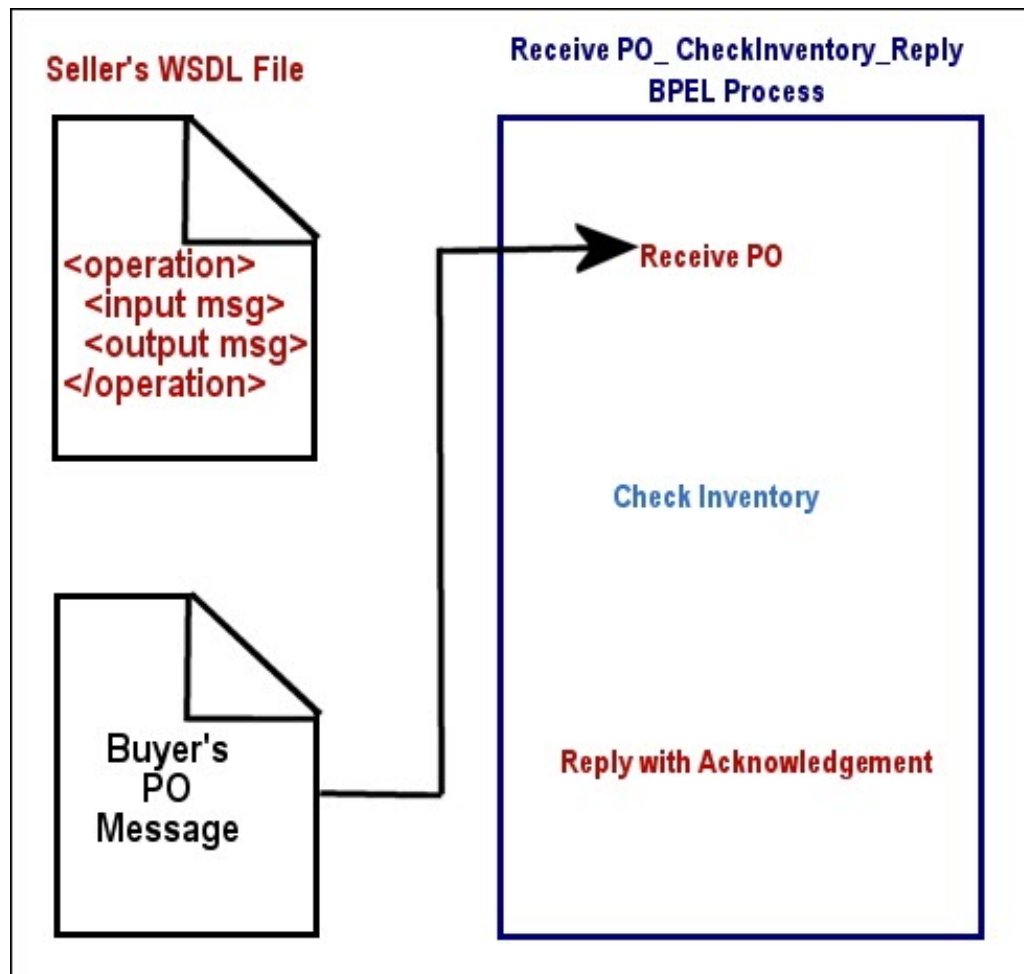 Seller's WSDL File
<operation>
<input msg>
<output msg>
</operation>
Buyer's
PO
Message
Receive PO_ CheckInventory_Reply
BPEL Process
Receive PO
Check Inventory
Reply with Acknowledgement